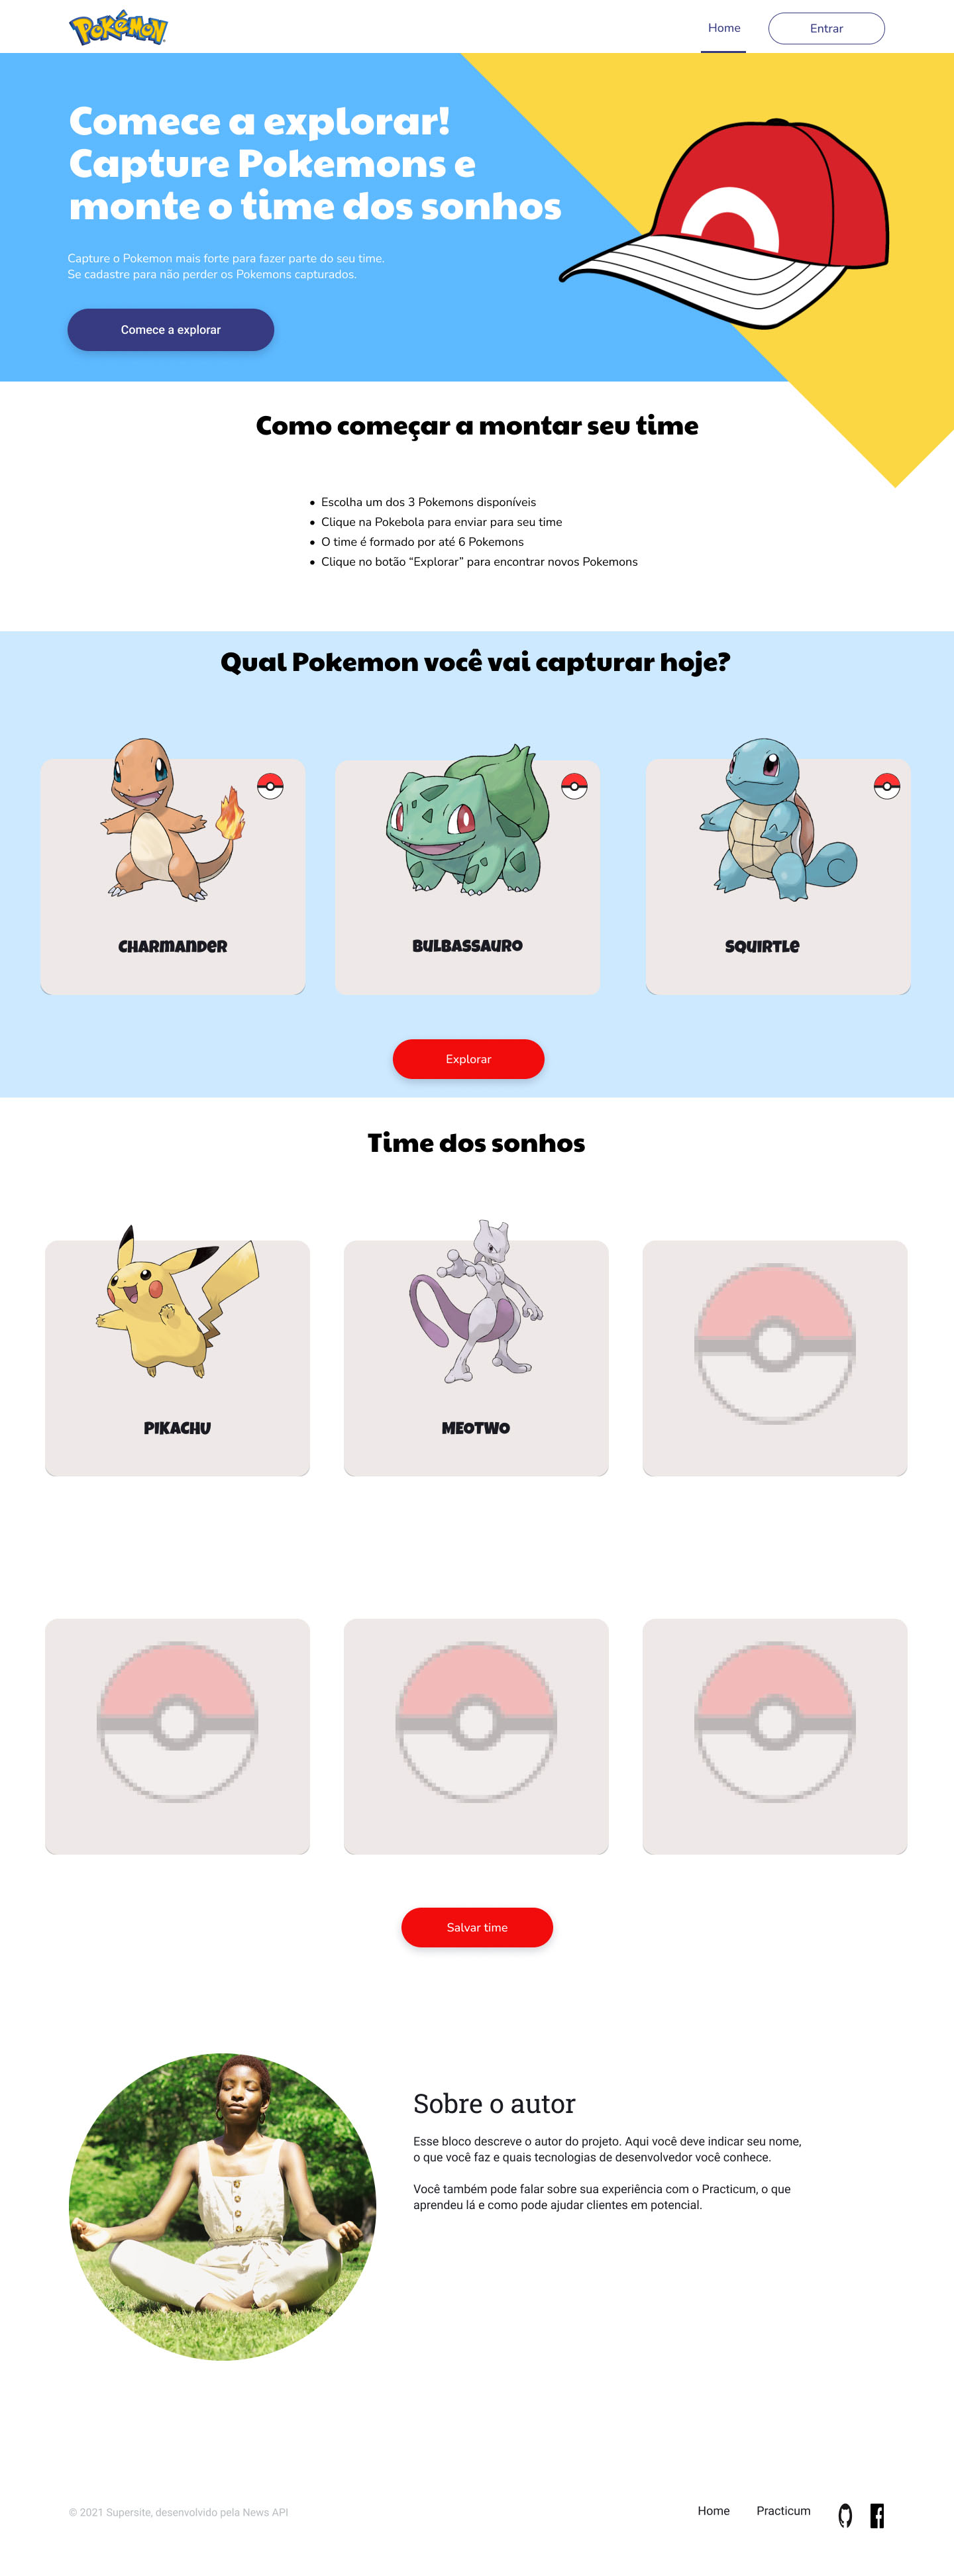 Pokémon
Home
Entrar
Comece a explorar!
Capture Pokemons e
monte o time dos sonhos
Capture o Pokemon mais forte para fazer parte do seu time.
Se cadastre para não perder os Pokemons capturados.
Comece a explorar
Como começar a montar seu time
• Escolha um dos 3 Pokemons disponíveis
• Clique na Pokebola para enviar para seu time
• O time é formado por até 6 Pokemons
• Clique no botão “Explorar” para encontrar novos Pokemons
Qual Pokemon você vai capturar hoje?
Charmander
Bulbassauro
Squirtle
Explorar
Time dos sonhos
Pikachu
Meotwo
Salvar time
Sobre o autor
Esse bloco descreve o autor do projeto. Aqui você deve indicar seu nome,
o que você faz e quais tecnologias de desenvolvedor você conhece.
Você também pode falar sobre sua experiência com o Practicum, o que
aprendeu lá e como pode ajudar clientes em potencial.
© 2021 Supersite, desenvolvido pela News API
Home
Practicum